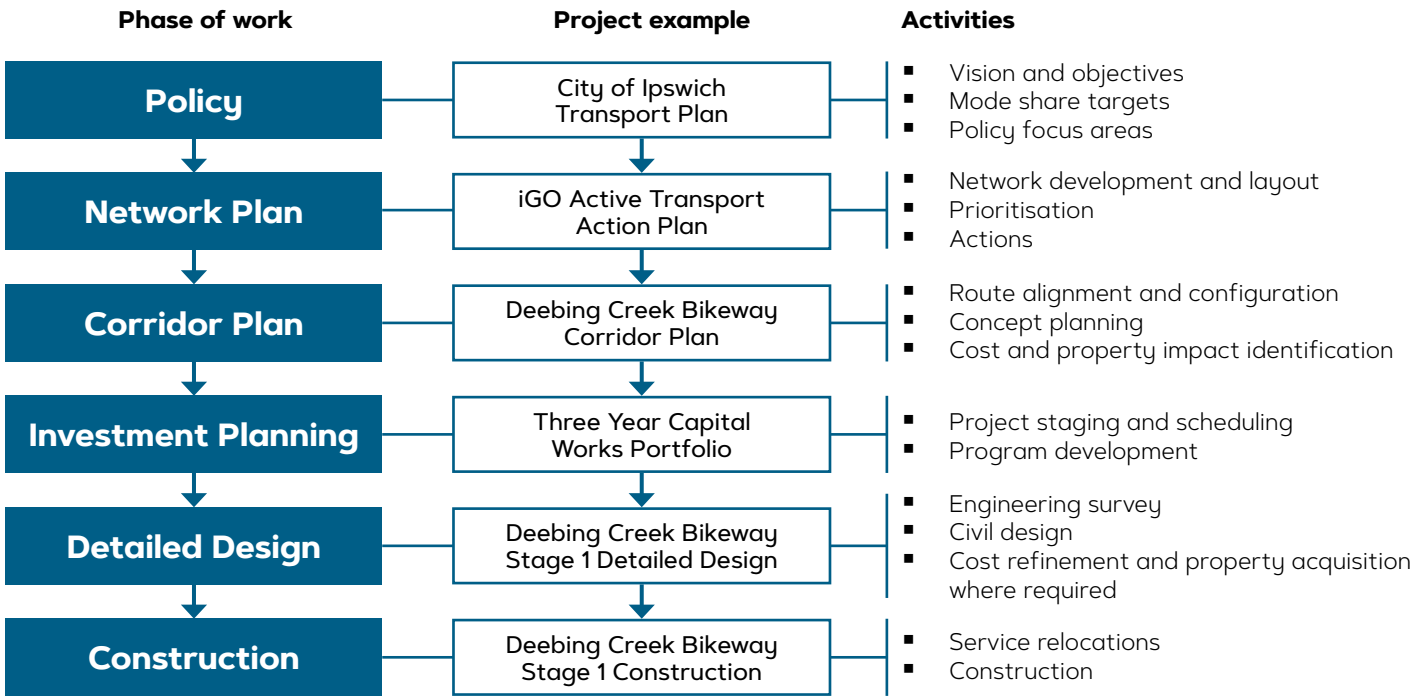 Phase of work
Project example
Activities
Policy
City of Ipswich
Transport Plan
▪ Vision and objectives
▪ Mode share targets
▪ Policy focus areas
Network Plan
iGO Active Transport
Action Plan
▪ Network development and layout
▪ Prioritisation
▪ Actions
Corridor Plan
Deebing Creek Bikeway
Corridor Plan
▪ Route alignment and configuration
▪ Concept planning
▪ Cost and property impact identification
Investment Planning
Three Year Capital
Works Portfolio
▪ Project staging and scheduling
▪ Program development
Detailed Design
Deebing Creek Bikeway
Stage 1 Detailed Design
▪ Engineering survey
▪ Civil design
▪ Cost refinement and property acquisition
where required
Construction
Deebing Creek Bikeway
Stage 1 Construction
▪ Service relocations
▪ Construction